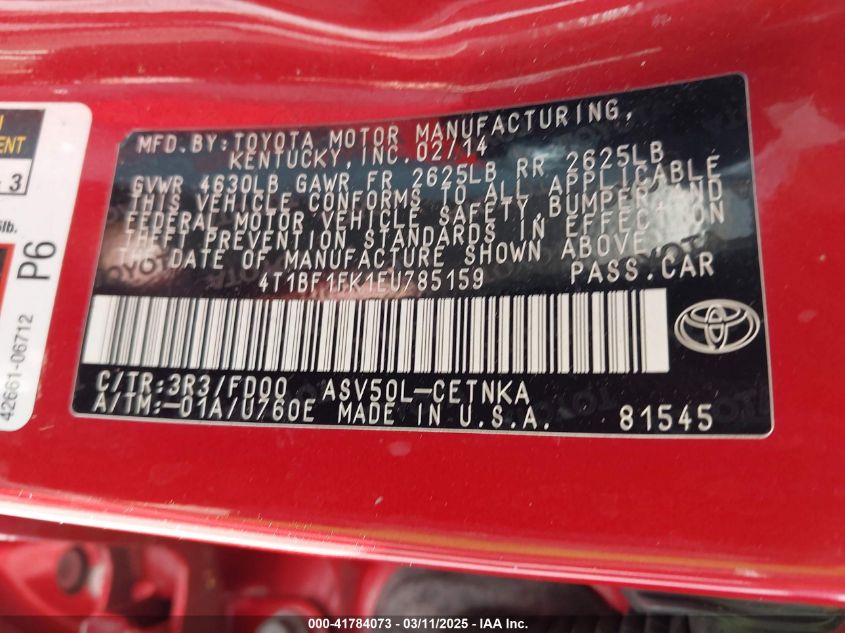 MFD.BY:TOYOTA MOTOR MANUFACTURING,
KENTUCKY,INC.02/14
GVWR 4630LB GAWR FR 2625LB RR 2625LB
THIS VEHICLE CONFORMS TO ALL APPLICABLE
FEDERAL MOTOR VEHICLE SAFETY,BUMPER,AND
THEFT PREVENTION STANDARDS IN EFFECT ON
THE DATE OF MANUFACTURE SHOWN ABOVE.
4T1BF1FK1EU785159 PASS.CAR
C/TR:3R3/FD00 ASV50L-CETNKA
A/TM:-01A/U760E MADE IN U.S.A. 81545
3
lb.
P6
42661-06712
000-41784073 - 03/11/2025 - IAA Inc.